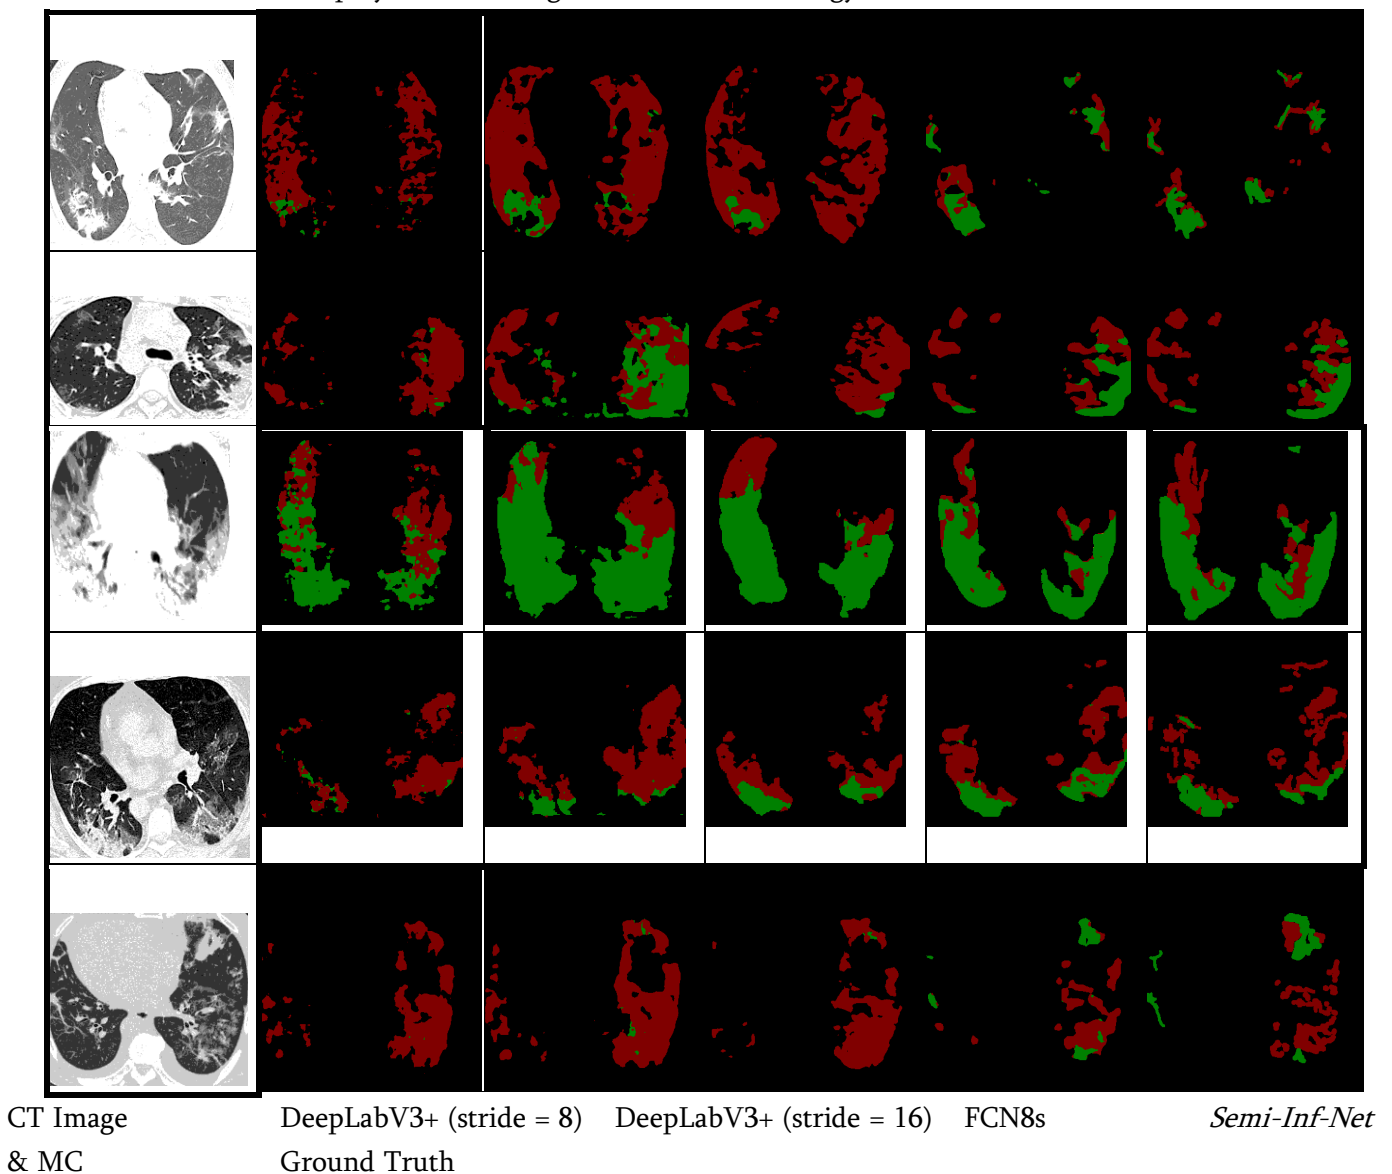 CT Image DeepLabV3+ (stride = 8) DeepLabV3+ (stride = 16) FCN8s Semi-Inf-Net
& MC Ground Truth